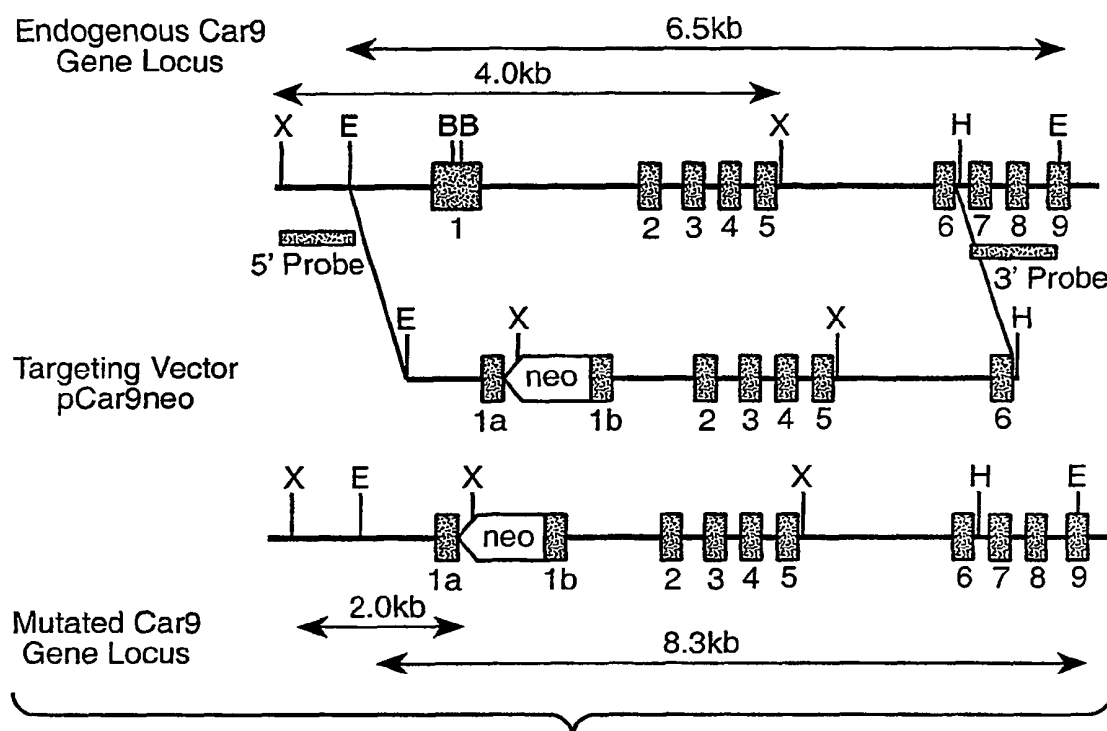 Endogenous Car9
Gene Locus
6.5kb
4.0kb
X E BB X H E
1 2 3 4 5 6 7 8 9
5' Probe
3' Probe
E X X H
Targeting Vector
pCar9neo
neo
1a 1b 2 3 4 5 6
X E X X H E
neo
1a 1b 2 3 4 5 6 7 8 9
Mutated Car9
Gene Locus
2.0kb
8.3kb